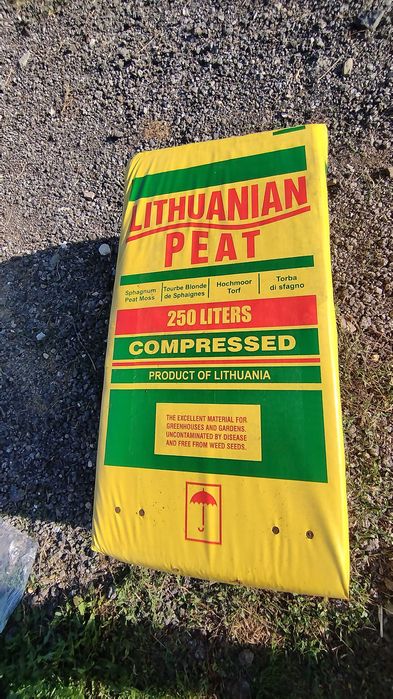 LITHUANIAN
PEAT
Sphagnum
Peat Moss
Tourbe Blonde
de Sphaignes
Hochmoor
Torf
Torba
di sfagno
250 LITERS
COMPRESSED
PRODUCT OF LITHUANIA
THE EXCELLENT MATERIAL FOR
GREENHOUSES AND GARDENS.
UNCONTAMINATED BY DISEASE
AND FREE FROM WEED SEEDS.